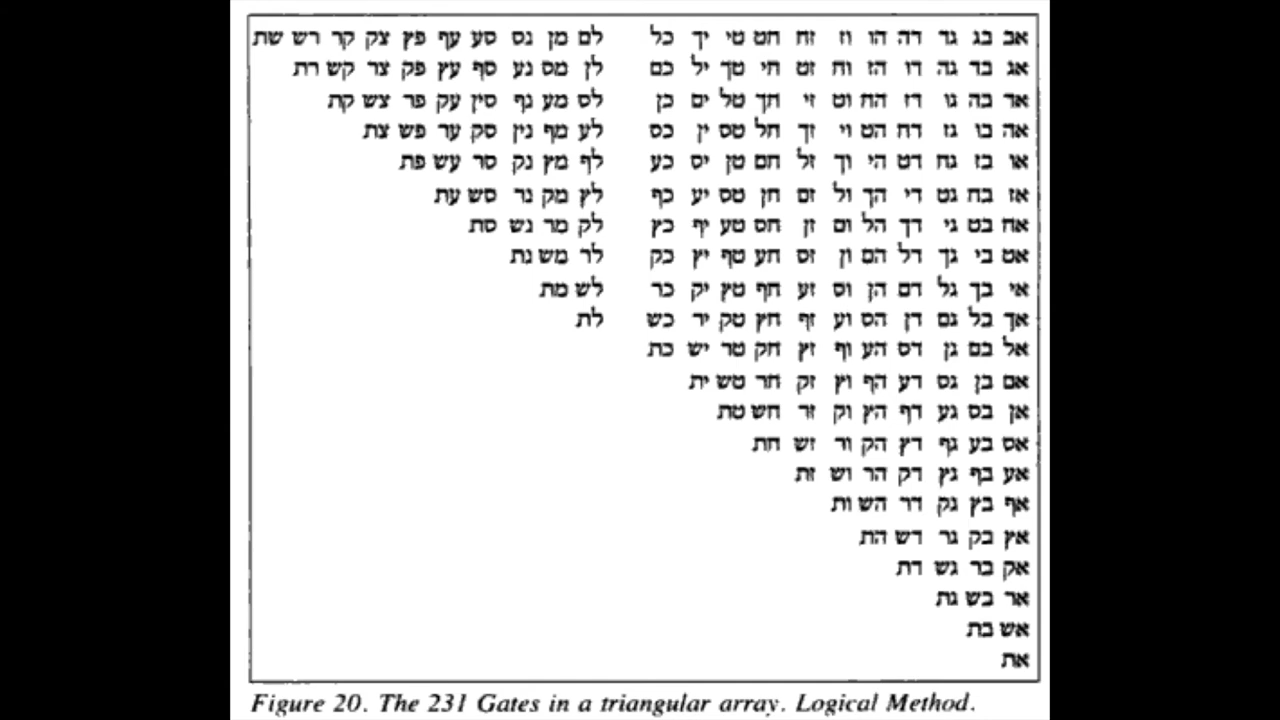 אב בג גד דה הו וז זח חט טי יך כל לם מן נס סע עף פץ צק קר רש שת
אג בד גה דו הז וח זט חי טך יל כם לן מס נע סף עץ פק צר קש רת
אד בה גו דז הח וט זי חך טל ים כן לס מע נף סץ עק פר צש קת
אה בו גז דח הט וי זך חל טם ין כס לע מף נץ סק ער פש צת
או בז גח דט הי וך זל חם טן יס כע לף מץ נק סר עש פת
אז בח גט די הך ול זם חן טס יע כף לץ מק נר סש עת
אח בט גי דך הל ום זן חס טע יף כץ לק מר נש סת
אט בי גך דל הם ון זס חע טף יץ כק לר מש נת
אי בך גל דם הן וס זע חף טץ יק כר לש מת
אך בל גם דן הס וע זף חץ טק יר כש לת
אל בם גן דס הע וף זץ חק טר יש כת
אם בן גס דע הף וץ זק חר טש ית
אן בס גע דף הץ וק זר חש טת
אס בע גף דץ הק ור זש חת
אע בף גץ דק הר וש זת
אף בץ גק דר הש ות
אץ בק גר דש הת
אק בר גש דת
אר בש גת
אש בת
את
Figure 20. The 231 Gates in a triangular array. Logical Method.